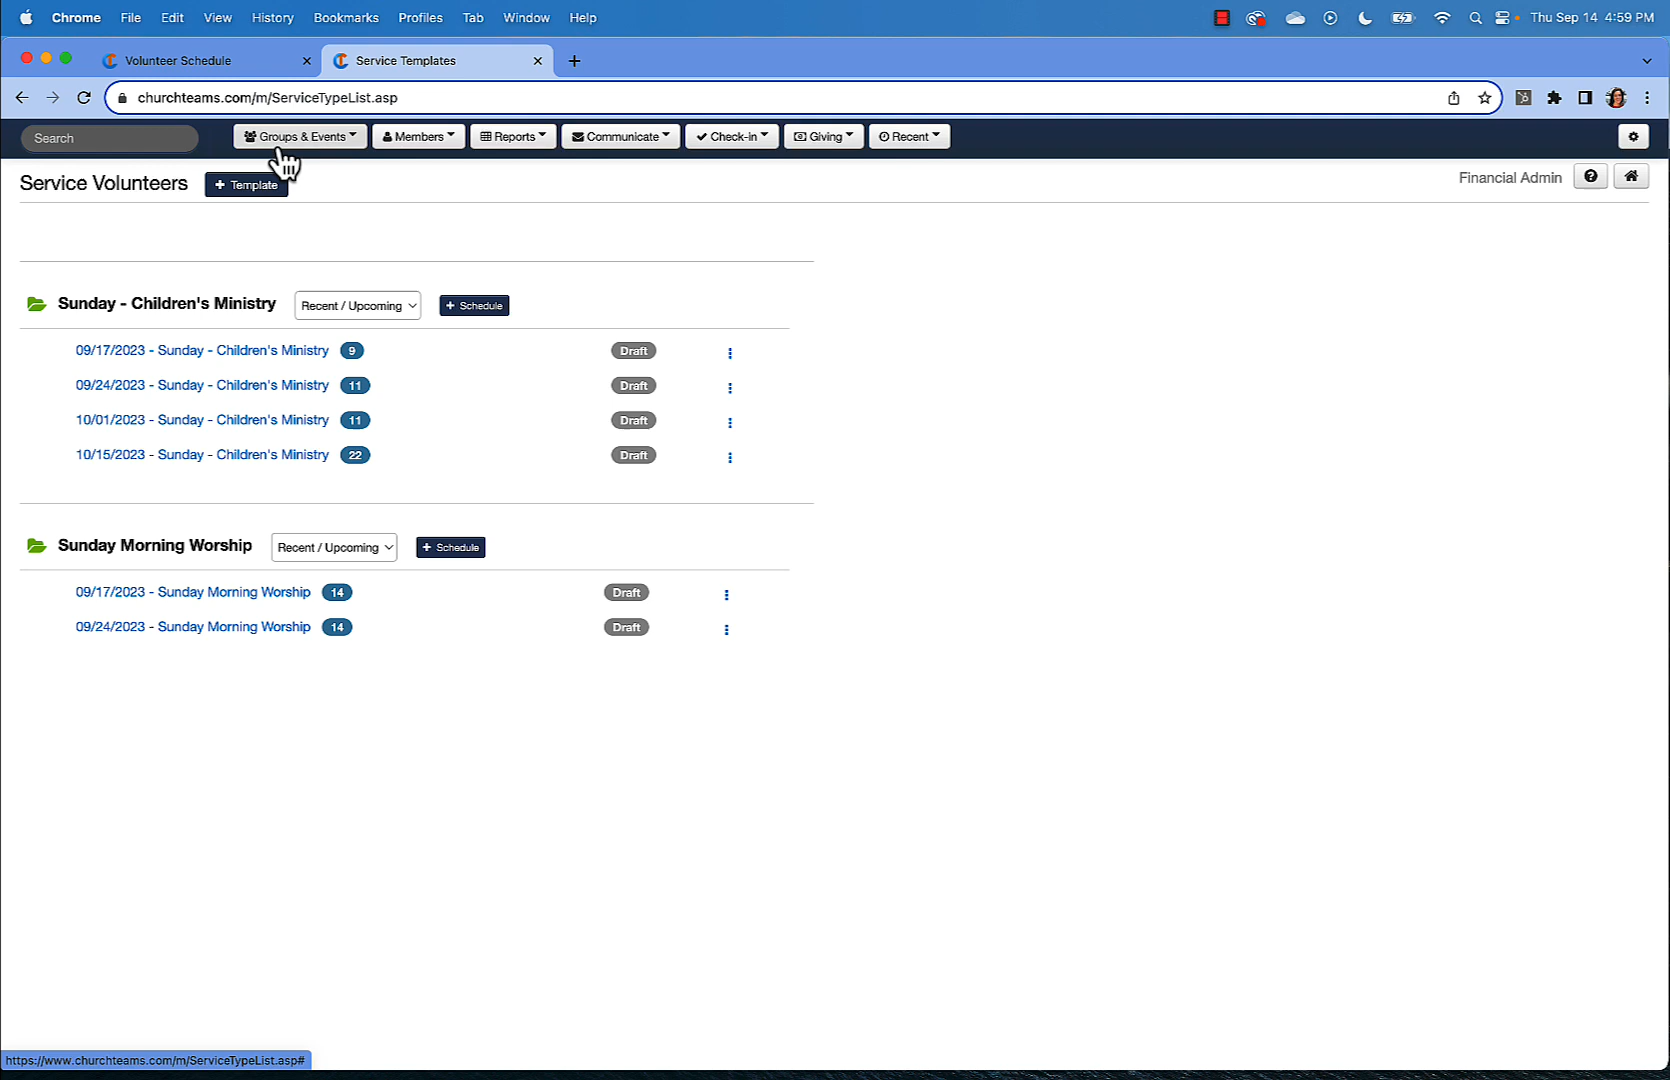 Chrome File Edit View History Bookmarks Profiles Tab Window Help Thu Sep 14 4:59 PM
Volunteer Schedule Service Templates
churchteams.com/m/ServiceTypeList.asp
Search Groups & Events Members Reports Communicate Check-in Giving Recent
Service Volunteers + Template Financial Admin
Sunday - Children's Ministry Recent / Upcoming + Schedule
09/17/2023 - Sunday - Children's Ministry 9 Draft
09/24/2023 - Sunday - Children's Ministry 11 Draft
10/01/2023 - Sunday - Children's Ministry 11 Draft
10/15/2023 - Sunday - Children's Ministry 22 Draft
Sunday Morning Worship Recent / Upcoming + Schedule
09/17/2023 - Sunday Morning Worship 14 Draft
09/24/2023 - Sunday Morning Worship 14 Draft
https://www.churchteams.com/m/ServiceTypeList.asp#